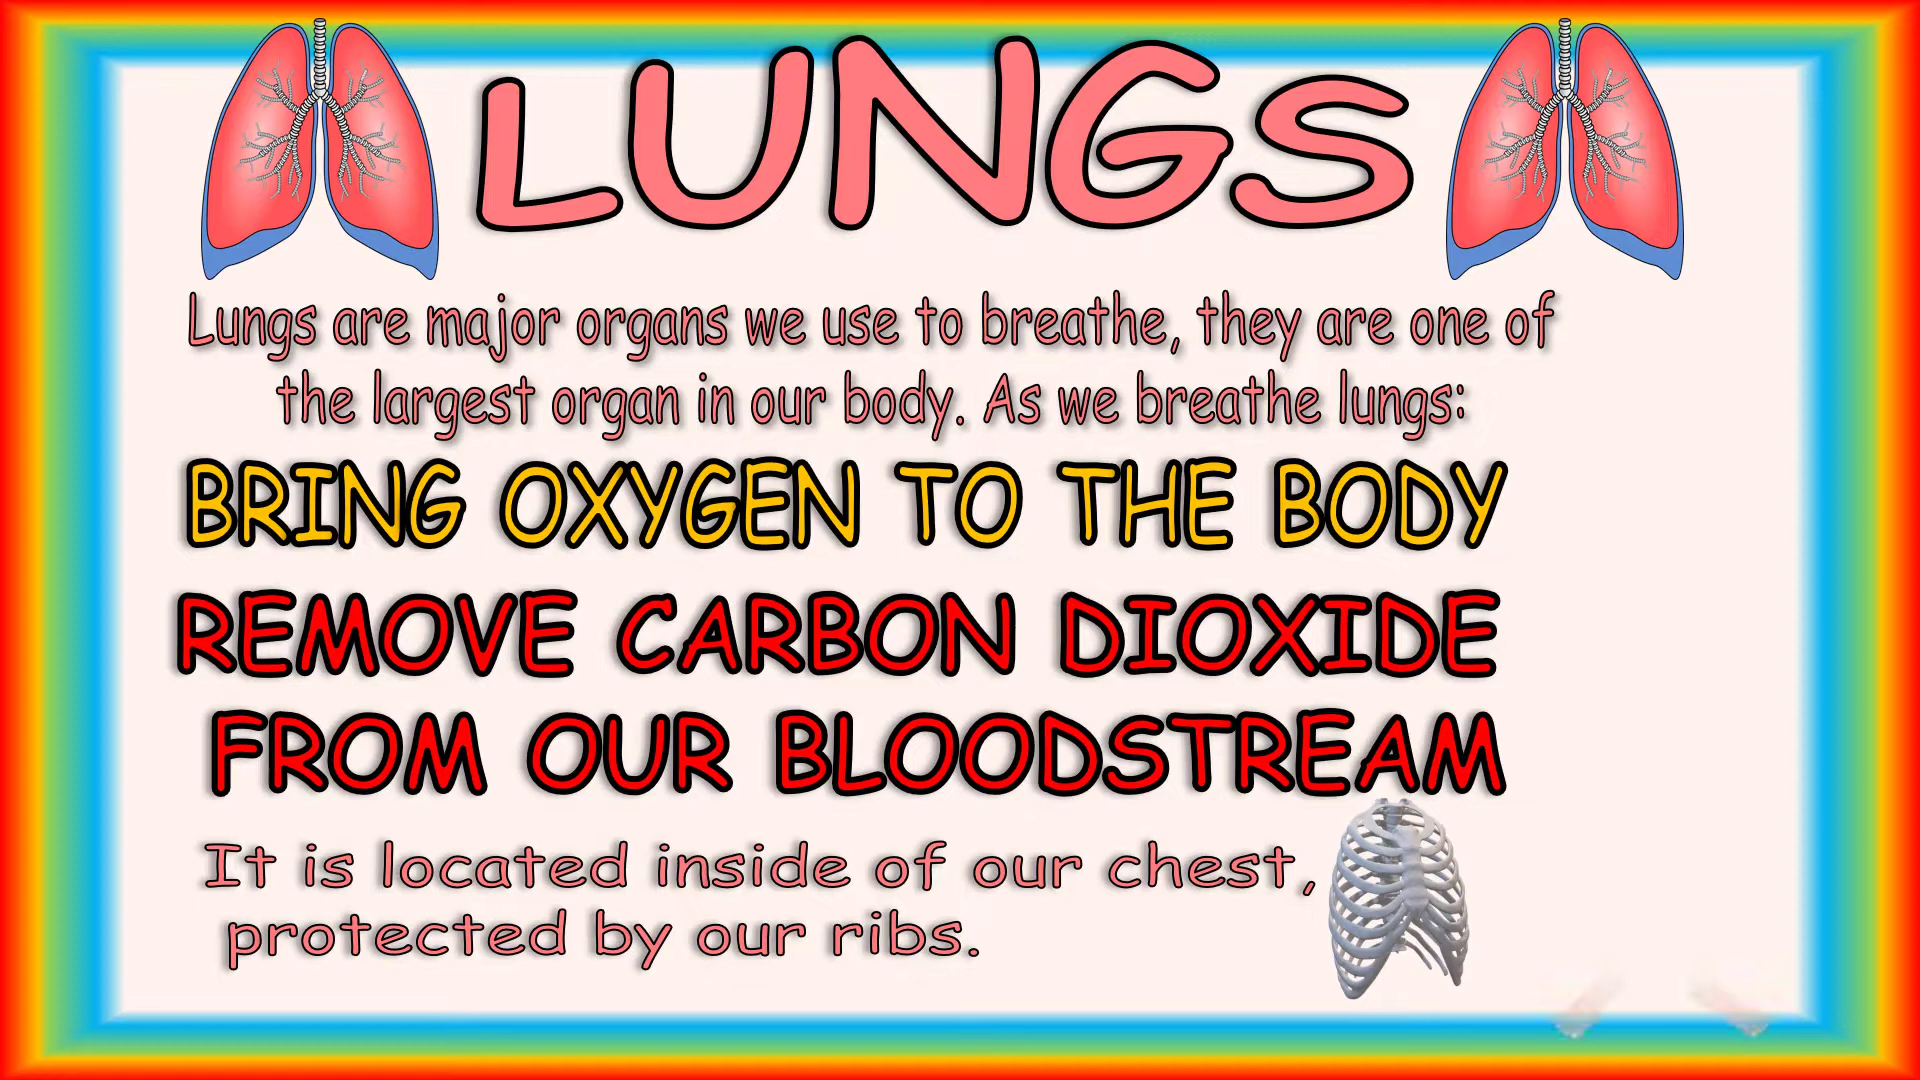 LUNGS
Lungs are major organs we use to breathe, they are one of
the largest organ in our body. As we breathe lungs:
BRING OXYGEN TO THE BODY
REMOVE CARBON DIOXIDE
FROM OUR BLOODSTREAM
It is located inside of our chest,
protected by our ribs.